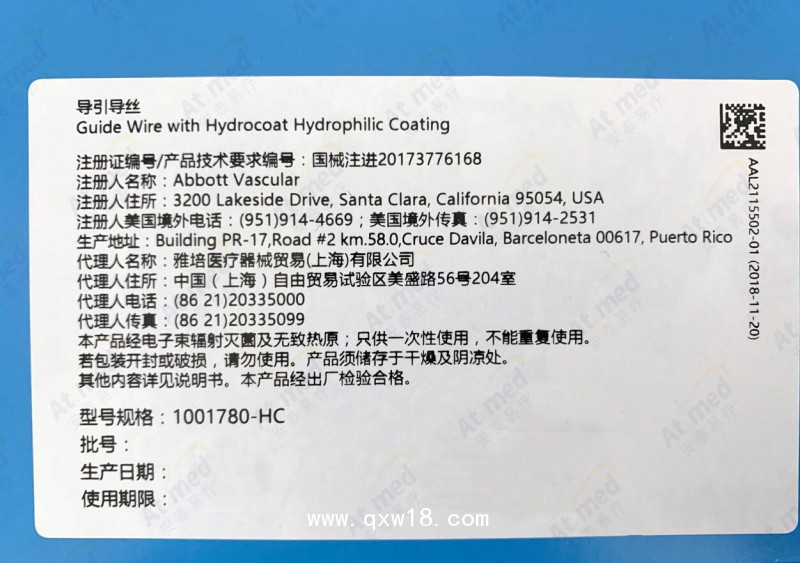 导引导丝
Guide Wire with Hydrocoat Hydrophilic Coating
注册证编号/产品技术要求编号：国械注进20173776168
注册人名称：Abbott Vascular
注册人住所：3200 Lakeside Drive, Santa Clara, California 95054, USA
注册人美国境外电话：(951)914-4669；美国境外传真：(951)914-2531
生产地址：Building PR-17,Road #2 km.58.0,Cruce Davila, Barceloneta 00617, Puerto Rico
代理人名称：雅培医疗器械贸易(上海)有限公司
代理人住所：中国（上海）自由贸易试验区美盛路56号204室
代理人电话：(86 21)20335000
代理人传真：(86 21)20335099
本产品经电子束辐射灭菌及无致热原；只供一次性使用，不能重复使用。
若包装开封或破损，请勿使用。产品须储存于干燥及阴凉处。
其他内容详见说明书。本产品经出厂检验合格。
型号规格：1001780-HC
批号：
生产日期：
使用期限：
AAL2115502-01 (2018-11-20)
www.qxw18.com
At med
安泰医疗